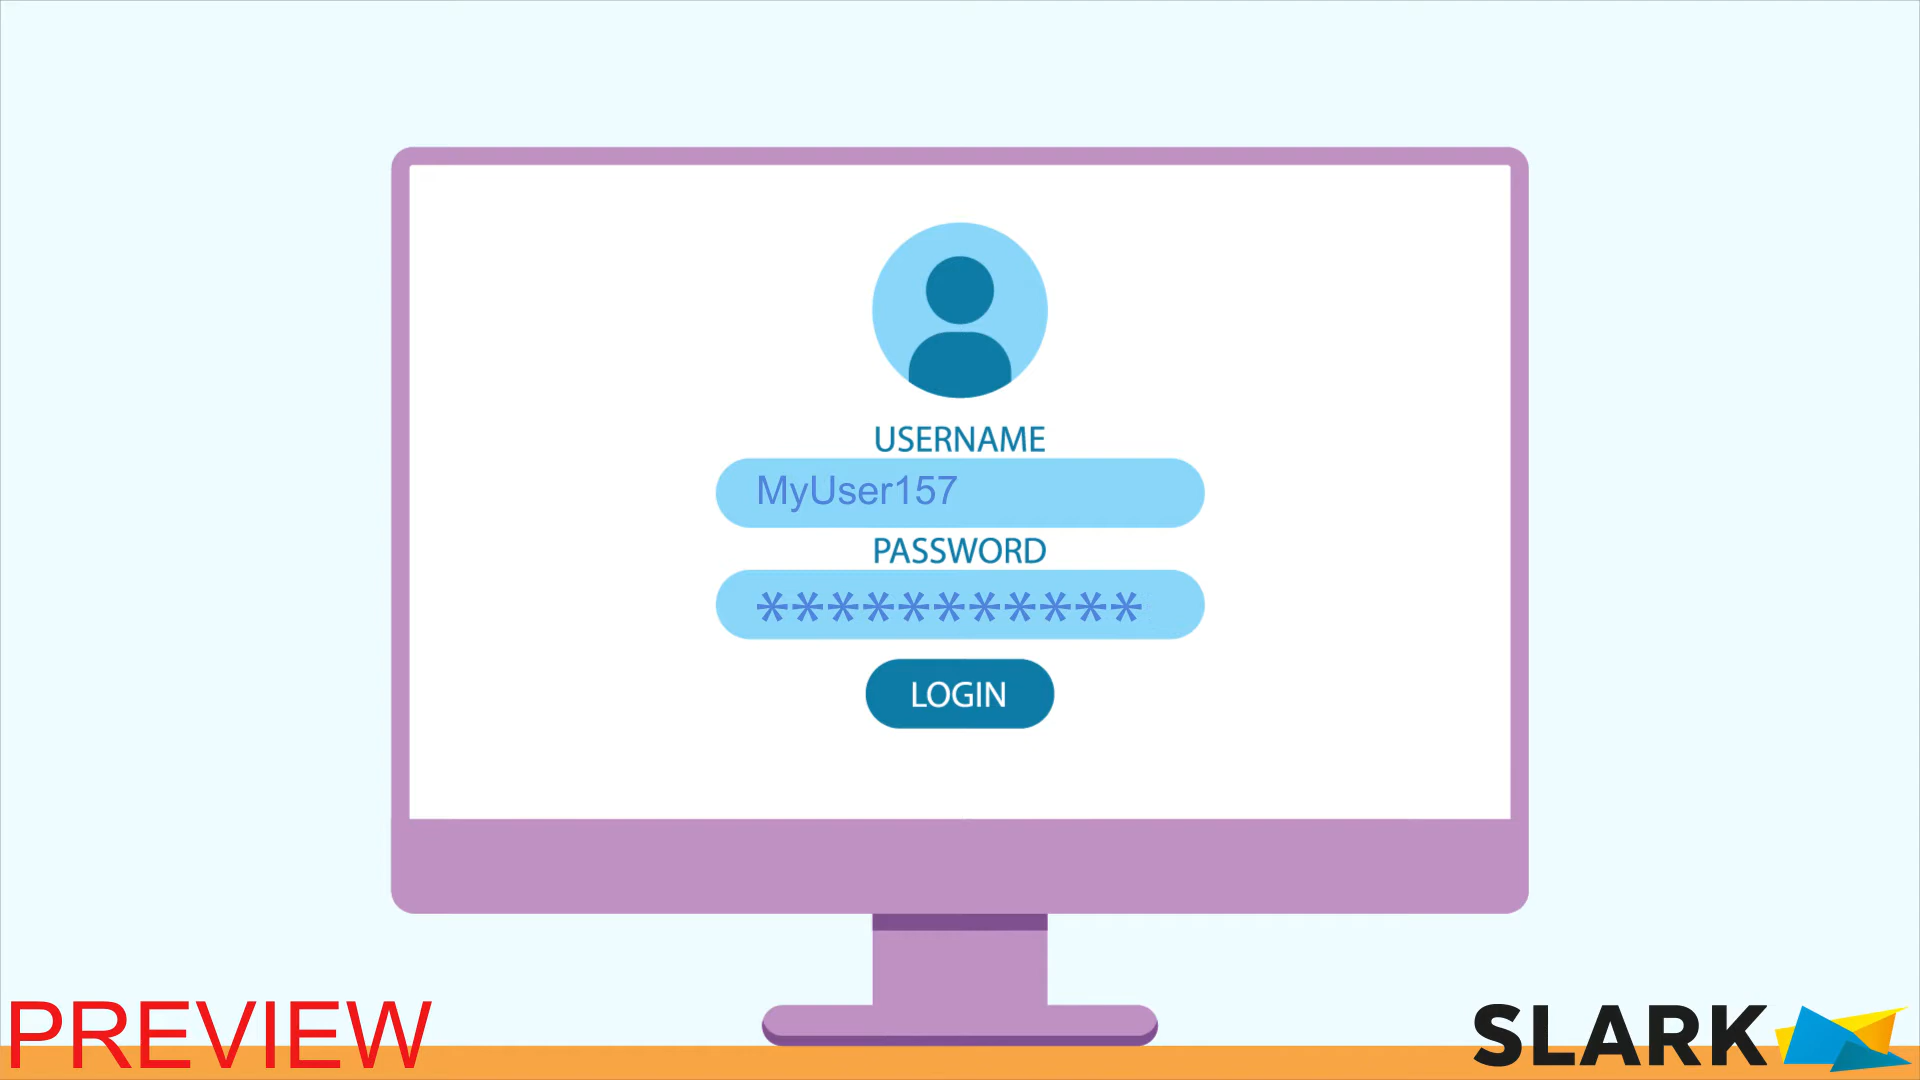 USERNAME
MyUser157
PASSWORD
***********
LOGIN
PREVIEW
SLARK